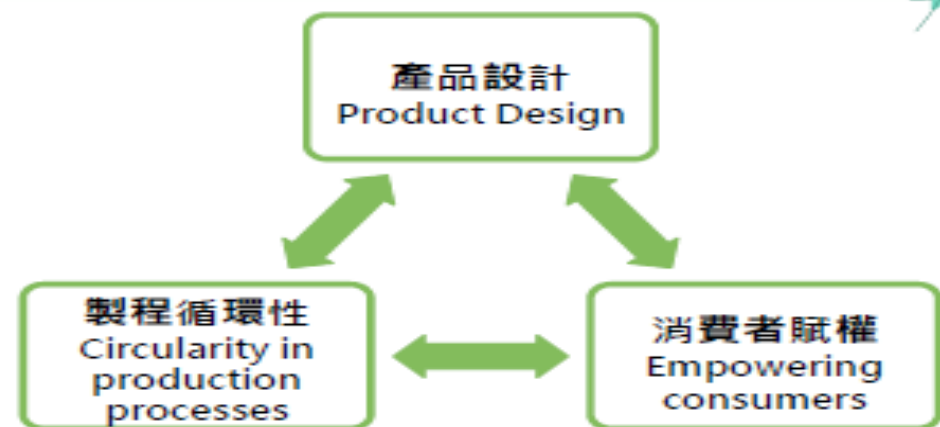 產品設計
Product Design
製程循環性
Circularity in
production
processes
消費者賦權
Empowering
consumers